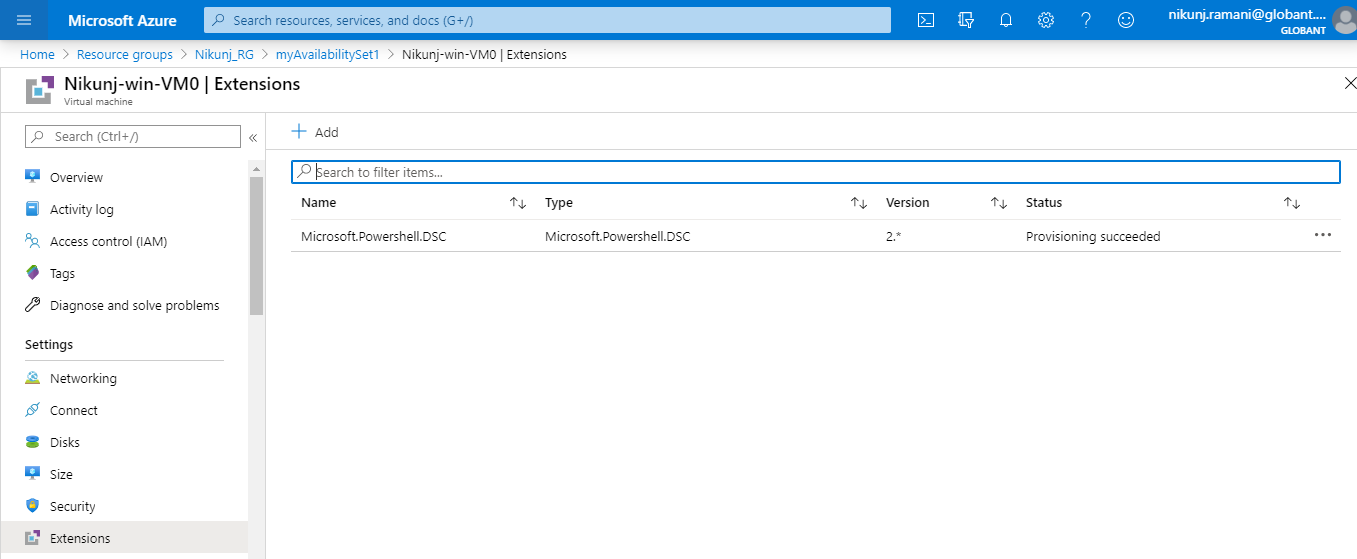 Microsoft Azure
Search resources, services, and docs (G+/)
nikunj.ramani@globant....
GLOBANT
Home > Resource groups > Nikunj_RG > myAvailabilitySet1 > Nikunj-win-VM0 | Extensions
Nikunj-win-VM0 | Extensions
Virtual machine
Search (Ctrl+/)
«
Overview
Activity log
Access control (IAM)
Tags
Diagnose and solve problems
Settings
Networking
Connect
Disks
Size
Security
Extensions
Add
Search to filter items...
Name Type Version Status
Microsoft.Powershell.DSC Microsoft.Powershell.DSC 2.* Provisioning succeeded